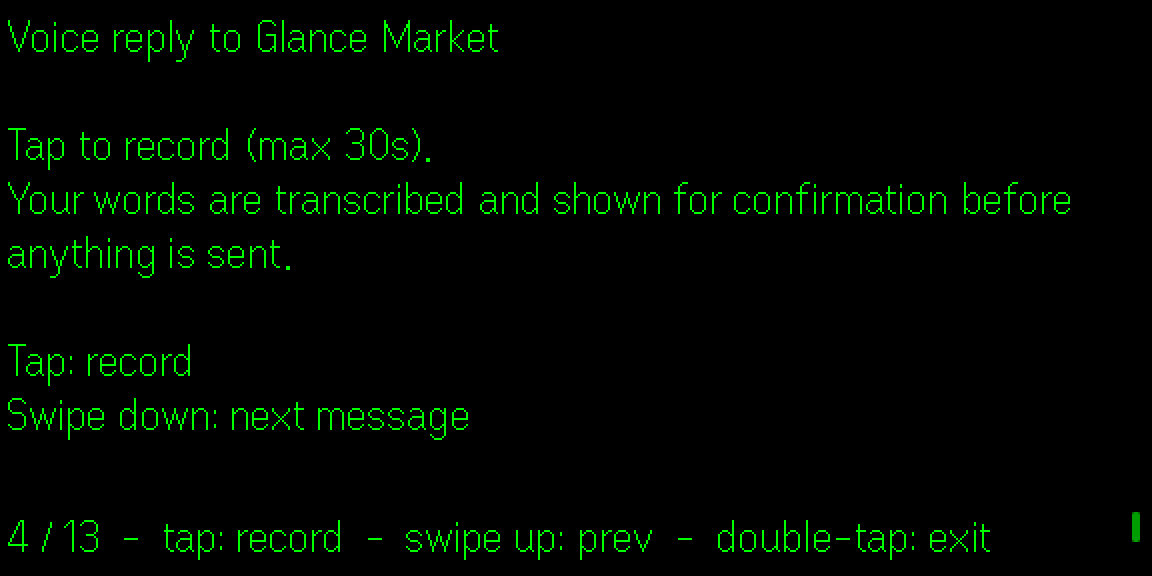 Voice reply to Glance Market
Tap to record (max 30s).
Your words are transcribed and shown for confirmation before
anything is sent.
Tap: record
Swipe down: next message
4 / 13 - tap: record - swipe up: prev - double-tap: exit